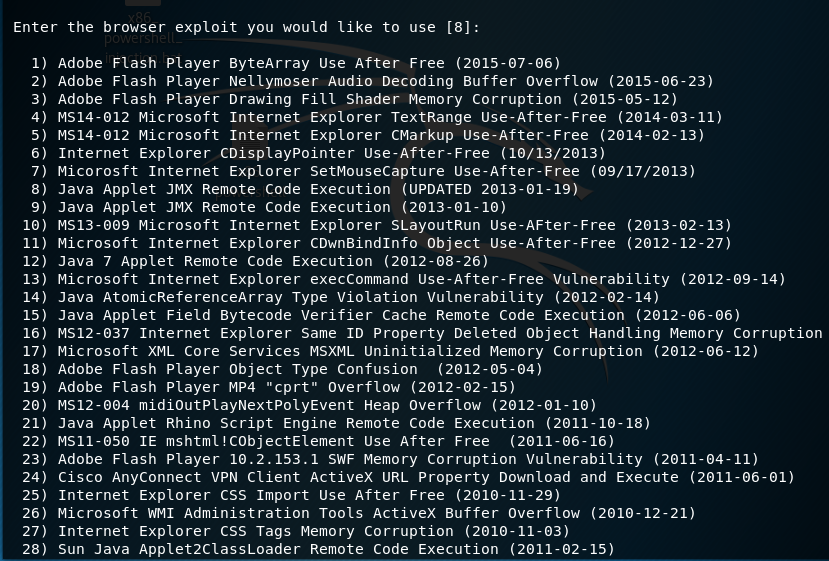 Enter the browser exploit you would like to use [8]:
1) Adobe Flash Player ByteArray Use After Free (2015-07-06)
2) Adobe Flash Player Nellymoser Audio Decoding Buffer Overflow (2015-06-23)
3) Adobe Flash Player Drawing Fill Shader Memory Corruption (2015-05-12)
4) MS14-012 Microsoft Internet Explorer TextRange Use-After-Free (2014-03-11)
5) MS14-012 Microsoft Internet Explorer CMarkup Use-After-Free (2014-02-13)
6) Internet Explorer CDisplayPointer Use-After-Free (10/13/2013)
7) Micorosft Internet Explorer SetMouseCapture Use-After-Free (09/17/2013)
8) Java Applet JMX Remote Code Execution (UPDATED 2013-01-19)
9) Java Applet JMX Remote Code Execution (2013-01-10)
10) MS13-009 Microsoft Internet Explorer SLayoutRun Use-AFter-Free (2013-02-13)
11) Microsoft Internet Explorer CDwnBindInfo Object Use-After-Free (2012-12-27)
12) Java 7 Applet Remote Code Execution (2012-08-26)
13) Microsoft Internet Explorer execCommand Use-After-Free Vulnerability (2012-09-14)
14) Java AtomicReferenceArray Type Violation Vulnerability (2012-02-14)
15) Java Applet Field Bytecode Verifier Cache Remote Code Execution (2012-06-06)
16) MS12-037 Internet Explorer Same ID Property Deleted Object Handling Memory Corruption
17) Microsoft XML Core Services MSXML Uninitialized Memory Corruption (2012-06-12)
18) Adobe Flash Player Object Type Confusion  (2012-05-04)
19) Adobe Flash Player MP4 "cprt" Overflow (2012-02-15)
20) MS12-004 midiOutPlayNextPolyEvent Heap Overflow (2012-01-10)
21) Java Applet Rhino Script Engine Remote Code Execution (2011-10-18)
22) MS11-050 IE mshtml!CObjectElement Use After Free  (2011-06-16)
23) Adobe Flash Player 10.2.153.1 SWF Memory Corruption Vulnerability (2011-04-11)
24) Cisco AnyConnect VPN Client ActiveX URL Property Download and Execute (2011-06-01)
25) Internet Explorer CSS Import Use After Free (2010-11-29)
26) Microsoft WMI Administration Tools ActiveX Buffer Overflow (2010-12-21)
27) Internet Explorer CSS Tags Memory Corruption (2010-11-03)
28) Sun Java Applet2ClassLoader Remote Code Execution (2011-02-15)